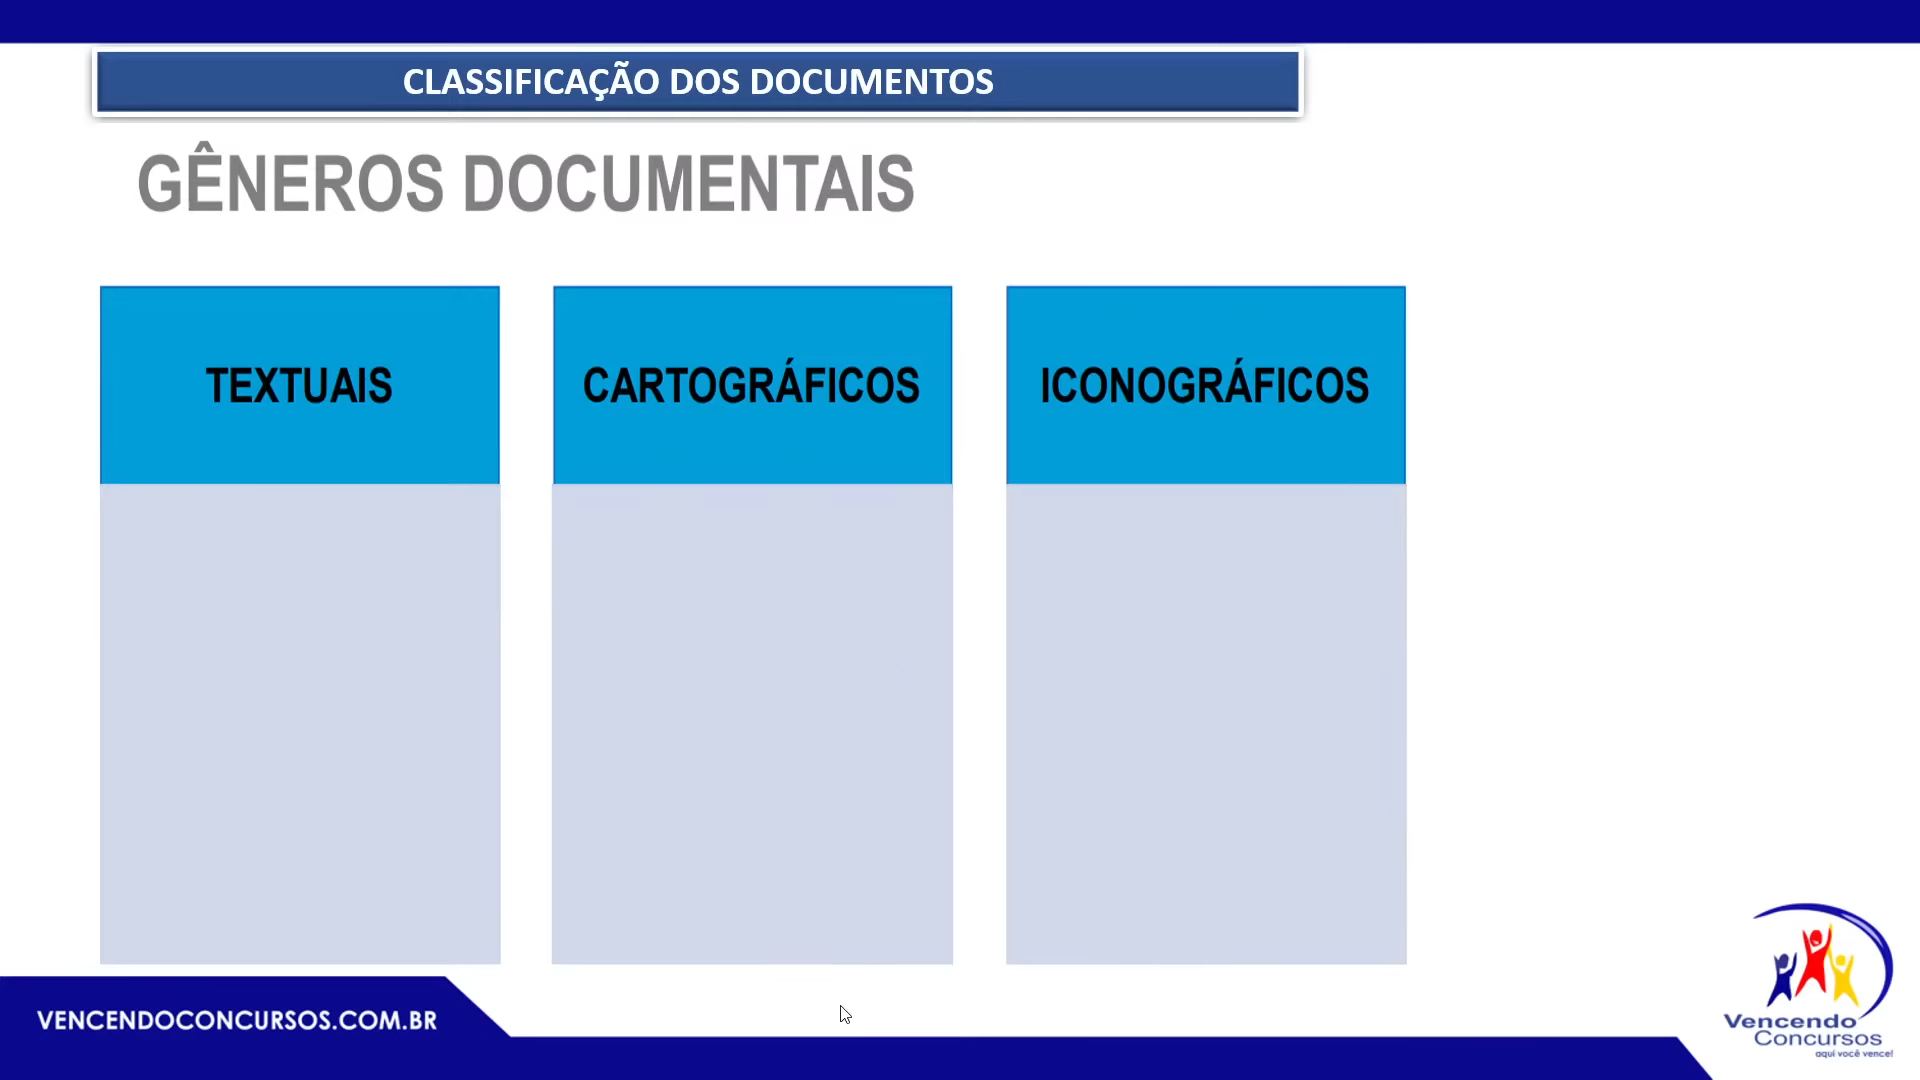 CLASSIFICAÇÃO DOS DOCUMENTOS
GÊNEROS DOCUMENTAIS
TEXTUAIS
CARTOGRÁFICOS
ICONOGRÁFICOS
VENCENDOCONCURSOS.COM.BR
Vencendo
Concursos
aqui você vence!